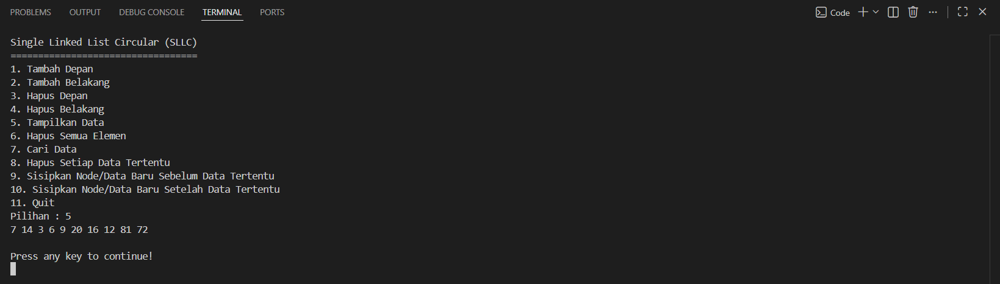 PROBLEMS OUTPUT DEBUG CONSOLE TERMINAL PORTS Code
Single Linked List Circular (SLLC)
==================================
1. Tambah Depan
2. Tambah Belakang
3. Hapus Depan
4. Hapus Belakang
5. Tampilkan Data
6. Hapus Semua Elemen
7. Cari Data
8. Hapus Setiap Data Tertentu
9. Sisipkan Node/Data Baru Sebelum Data Tertentu
10. Sisipkan Node/Data Baru Setelah Data Tertentu
11. Quit
Pilihan : 5
7 14 3 6 9 20 16 12 81 72
Press any key to continue!